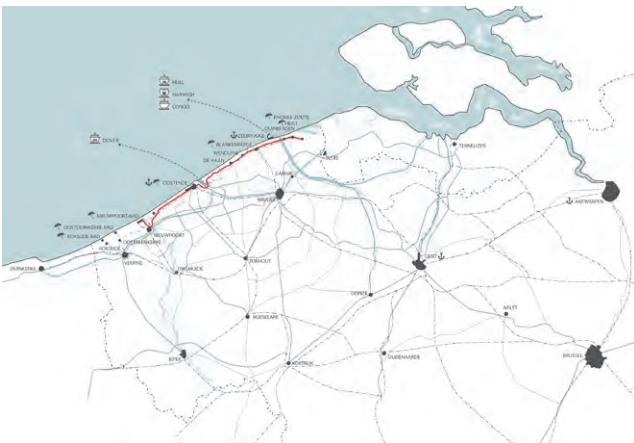 HULL
HARWICH
CONGO
DOVER
KNOKKE-ZOUTE
HEIST
DUINBERGEN
ZEEBRUGGE
BLANKENBERGE
WENDUINE
DE HAAN
SLUIS
TERNEUZEN
DAMME
OOSTENDE
BRUGGE
ANTWERPEN
NIEUWPOORT-BAD
OOSTDUINKERKE-BAD
KOKSIJDE-BAD
NIEUWPOORT
KOKSIJDE
VEURNE
DUINKERKE
DIKSMUIDE
TORHOUT
GENT
DEINZE
AALST
ROESELARE
IEPER
KORTRIJK
OUDENAARDE
BRUSSEL